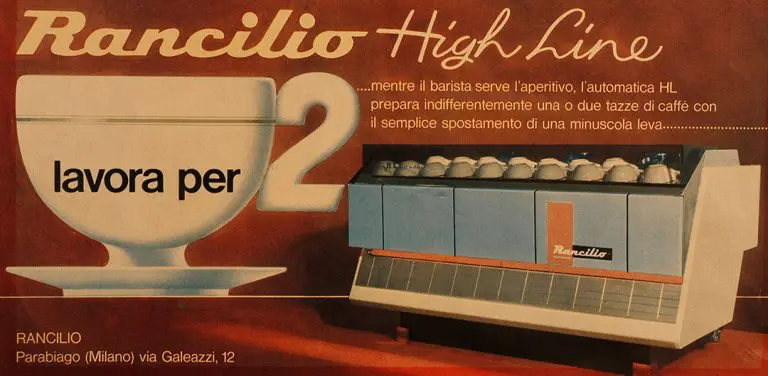 Rancilio High Line
2
lavora per
....mentre il barista serve l'aperitivo, l'automatica HL
prepara indifferentemente una o due tazze di caffè con
il semplice spostamento di una minuscola leva..............
Rancilio
RANCILIO
Parabiago (Milano) via Galeazzi, 12